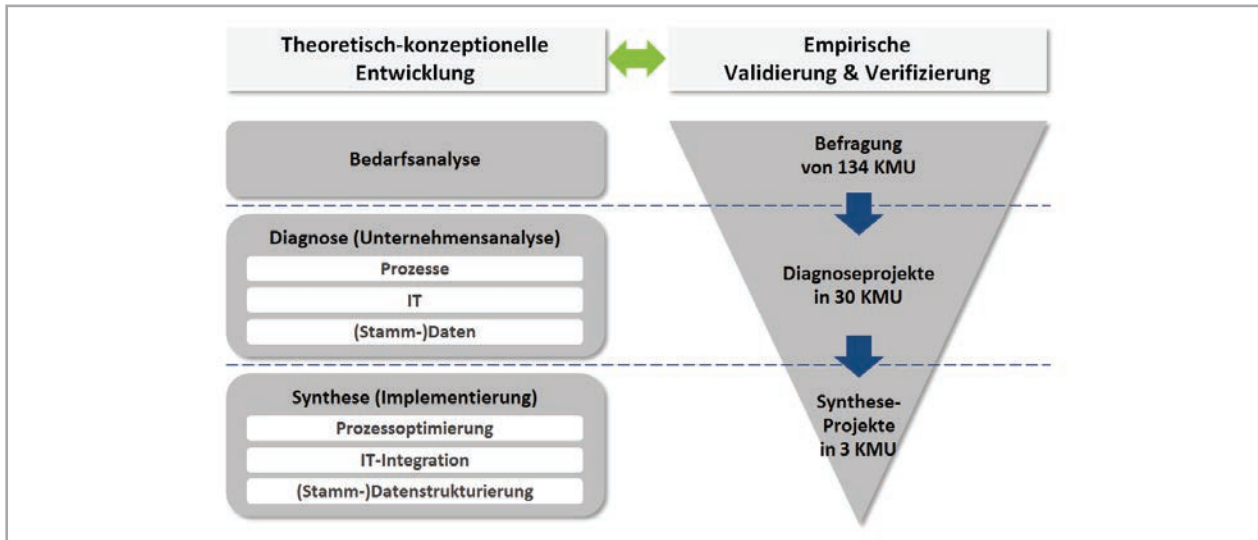 Theoretisch-konzeptionelle
Entwicklung
Empirische
Validierung & Verifizierung
Bedarfsanalyse
Befragung
von 134 KMU
Diagnose (Unternehmensanalyse)
Prozesse
IT
(Stamm-)Daten
Diagnoseprojekte
in 30 KMU
Synthese (Implementierung)
Prozessoptimierung
IT-Integration
(Stamm-)Datenstrukturierung
Synthese-
Projekte
in 3 KMU